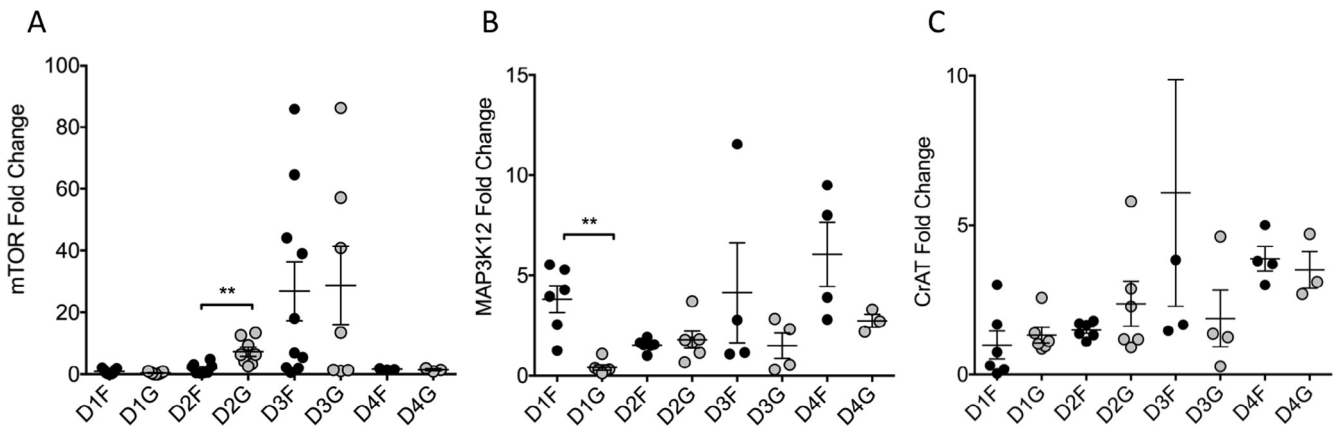 A
B
C
mTOR Fold Change
100
80
60
40
20
0
**
D1F D1G D2F D2G D3F D3G D4F D4G
MAP3K12 Fold Change
15
10
5
0
**
D1F D1G D2F D2G D3F D3G D4F D4G
CrAT Fold Change
10
5
0
D1F D1G D2F D2G D3F D3G D4F D4G